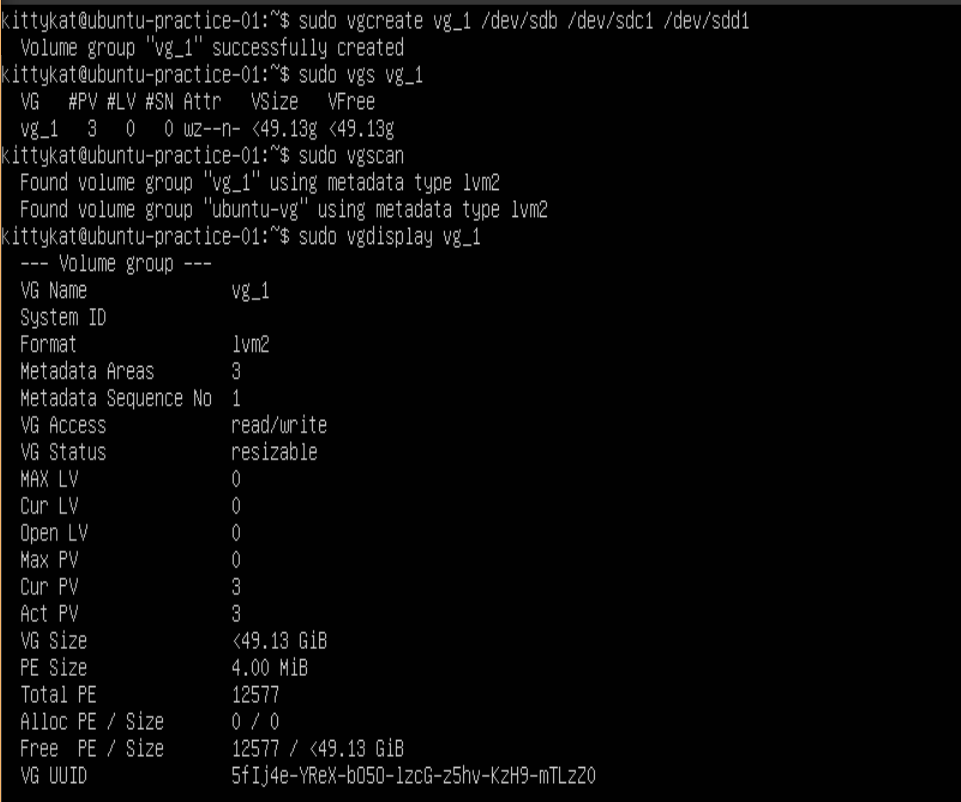 kittykat@ubuntu-practice-01:~$ sudo vgcreate vg_1 /dev/sdb /dev/sdc1 /dev/sdd1
  Volume group "vg_1" successfully created
kittykat@ubuntu-practice-01:~$ sudo vgs vg_1
  VG   #PV #LV #SN Attr   VSize   VFree
  vg_1   3   0   0 wz--n- <49.13g <49.13g
kittykat@ubuntu-practice-01:~$ sudo vgscan
  Found volume group "vg_1" using metadata type lvm2
  Found volume group "ubuntu-vg" using metadata type lvm2
kittykat@ubuntu-practice-01:~$ sudo vgdisplay vg_1
  --- Volume group ---
  VG Name               vg_1
  System ID
  Format                lvm2
  Metadata Areas        3
  Metadata Sequence No  1
  VG Access             read/write
  VG Status             resizable
  MAX LV                0
  Cur LV                0
  Open LV               0
  Max PV                0
  Cur PV                3
  Act PV                3
  VG Size               <49.13 GiB
  PE Size               4.00 MiB
  Total PE              12577
  Alloc PE / Size       0 / 0
  Free  PE / Size       12577 / <49.13 GiB
  VG UUID               5fIj4e-YReX-bO5O-lzcG-z5hv-KzH9-mTLzZO